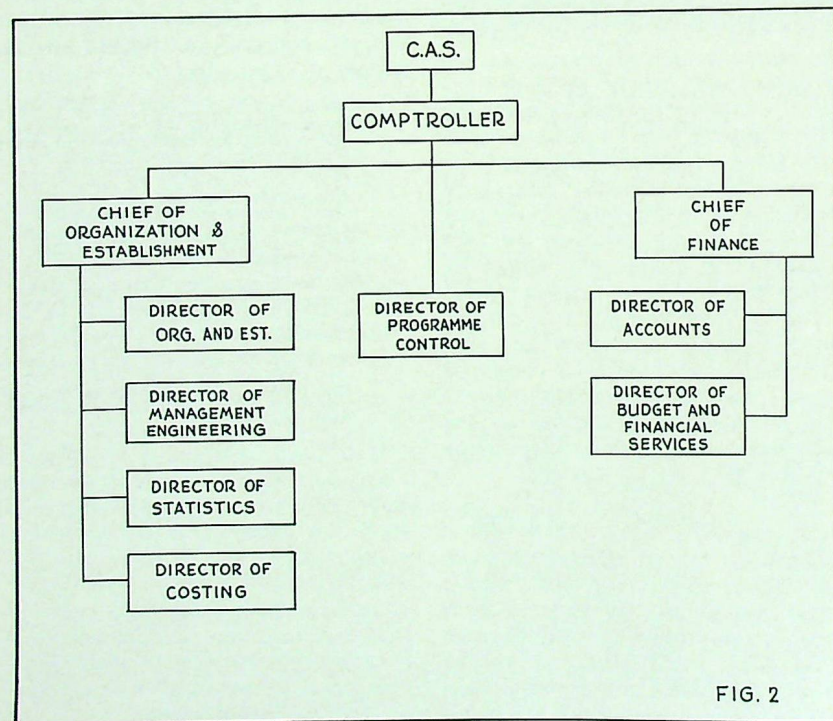 C.A.S.
COMPTROLLER
CHIEF OF
ORGANIZATION &
ESTABLISHMENT
DIRECTOR OF
ORG. AND EST.
DIRECTOR OF
MANAGEMENT
ENGINEERING
DIRECTOR OF
STATISTICS
DIRECTOR OF
COSTING
DIRECTOR OF
PROGRAMME
CONTROL
CHIEF
OF
FINANCE
DIRECTOR OF
ACCOUNTS
DIRECTOR OF
BUDGET AND
FINANCIAL
SERVICES
FIG. 2